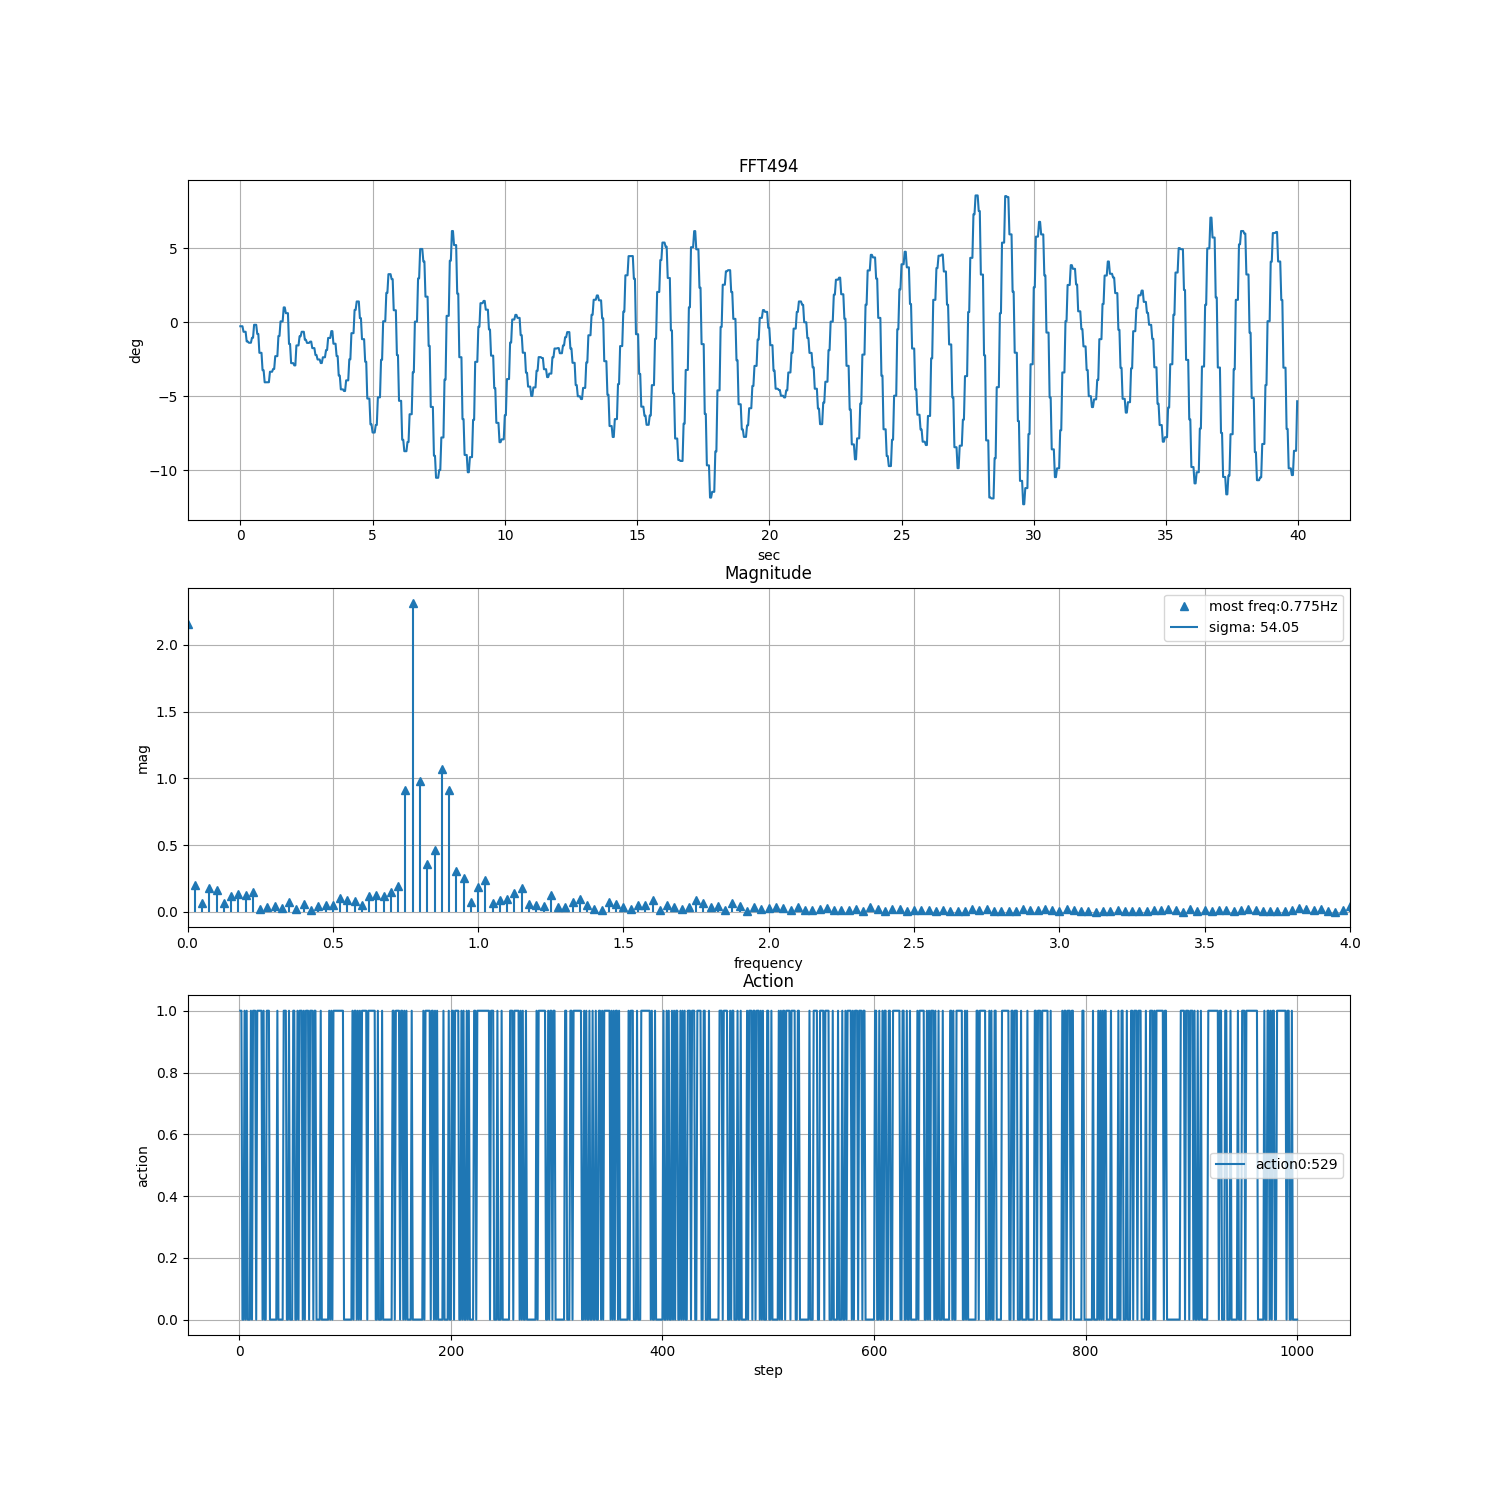 FFT494
5
0
−5
−10
deg
0 5 10 15 20 25 30 35 40
sec
Magnitude
most freq:0.775Hz
sigma: 54.05
2.0
1.5
1.0
0.5
0.0
mag
0.0 0.5 1.0 1.5 2.0 2.5 3.0 3.5 4.0
frequency
Action
1.0
0.8
0.6
0.4
0.2
0.0
action
action0:529
0 200 400 600 800 1000
step